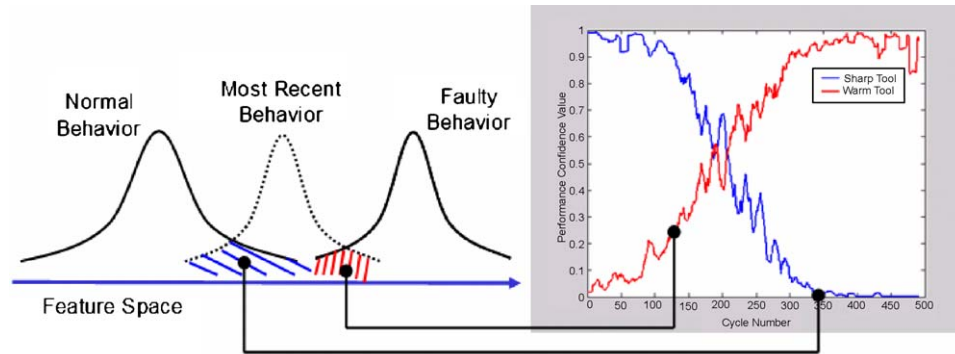 Normal
Behavior
Most Recent
Behavior
Faulty
Behavior
Feature Space
Performance Confidence Value
1
0.9
0.8
0.7
0.6
0.5
0.4
0.3
0.2
0.1
0
Sharp Tool
Warm Tool
0 50 100 150 200 250 300 350 400 450 500
Cycle Number